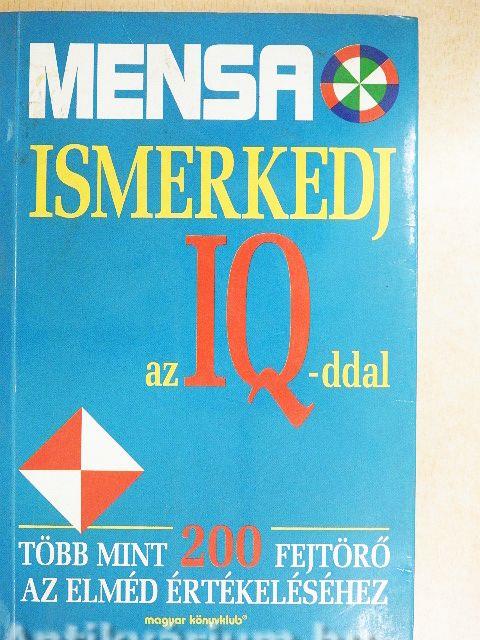 MENSA
ISMERKEDJ
az IQ-ddal
TÖBB MINT 200 FEJTÖRŐ
AZ ELMÉD ÉRTÉKELÉSÉHEZ
magyar könyvklub®